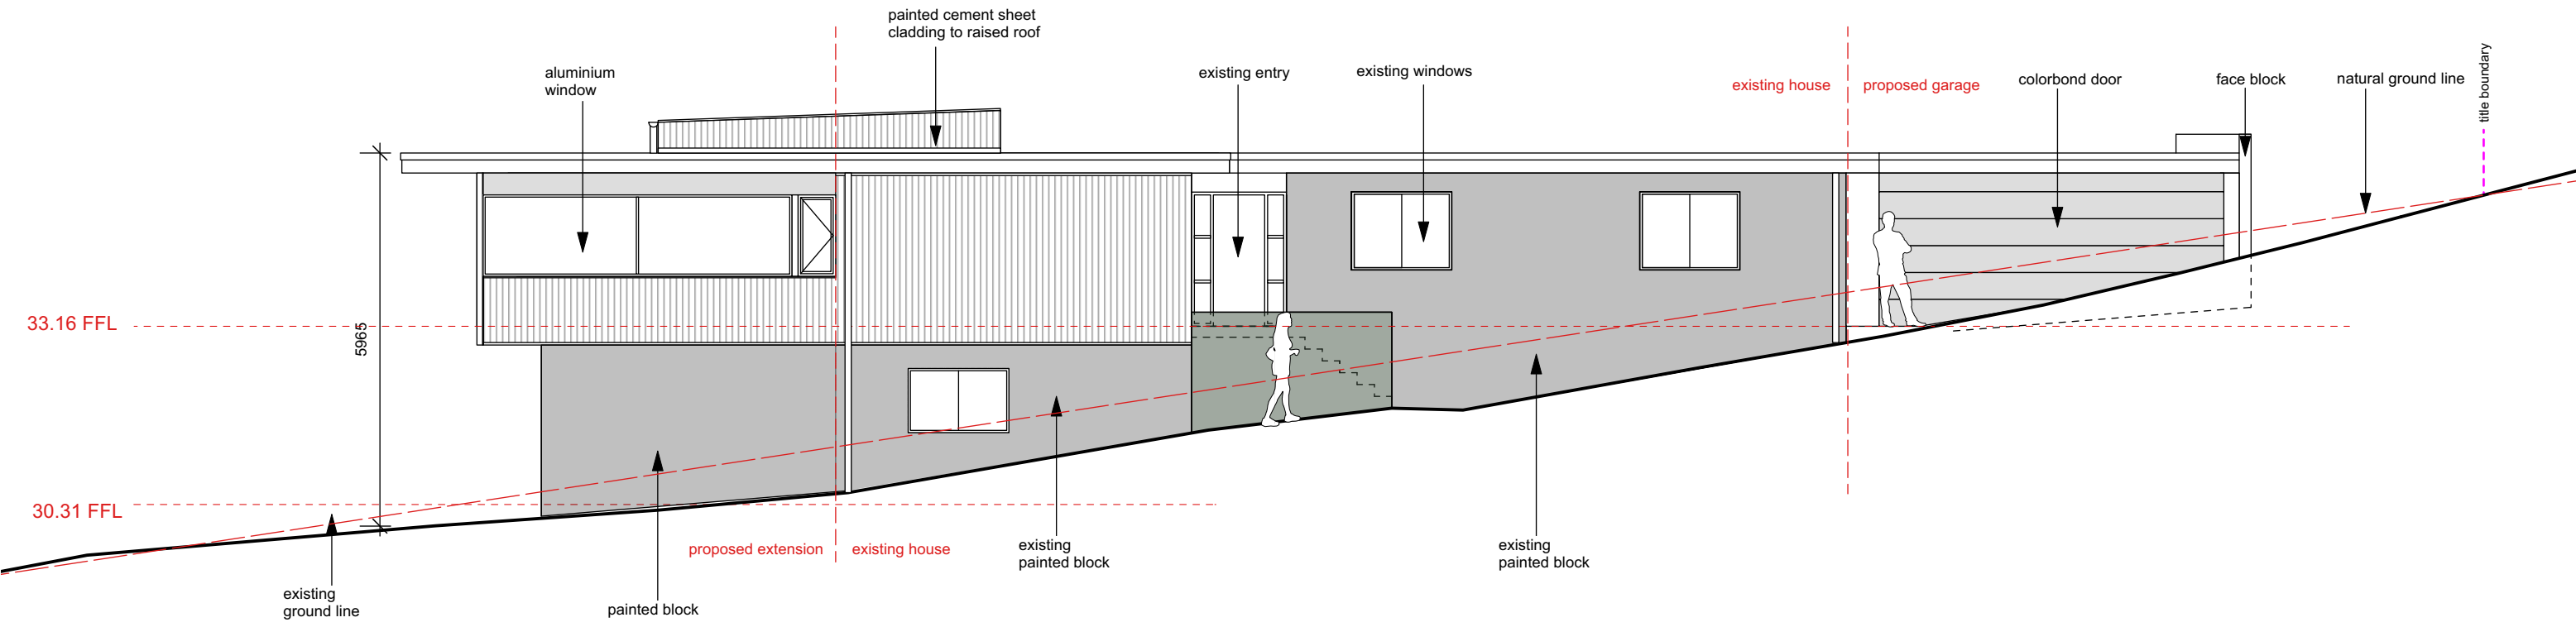 painted cement sheet
cladding to raised roof
aluminium
window
existing entry
existing windows
existing house
proposed garage
colorbond door
face block
natural ground line
title boundary
33.16 FFL
5965
30.31 FFL
proposed extension
existing house
existing
painted block
existing
painted block
existing
ground line
painted block